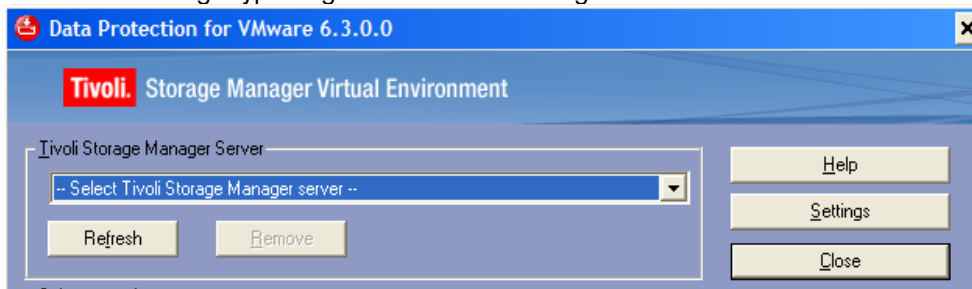 Data Protection for VMware 6.3.0.0
Tivoli. Storage Manager Virtual Environment
Tivoli Storage Manager Server
-- Select Tivoli Storage Manager server --
Refresh
Remove
Help
Settings
Close